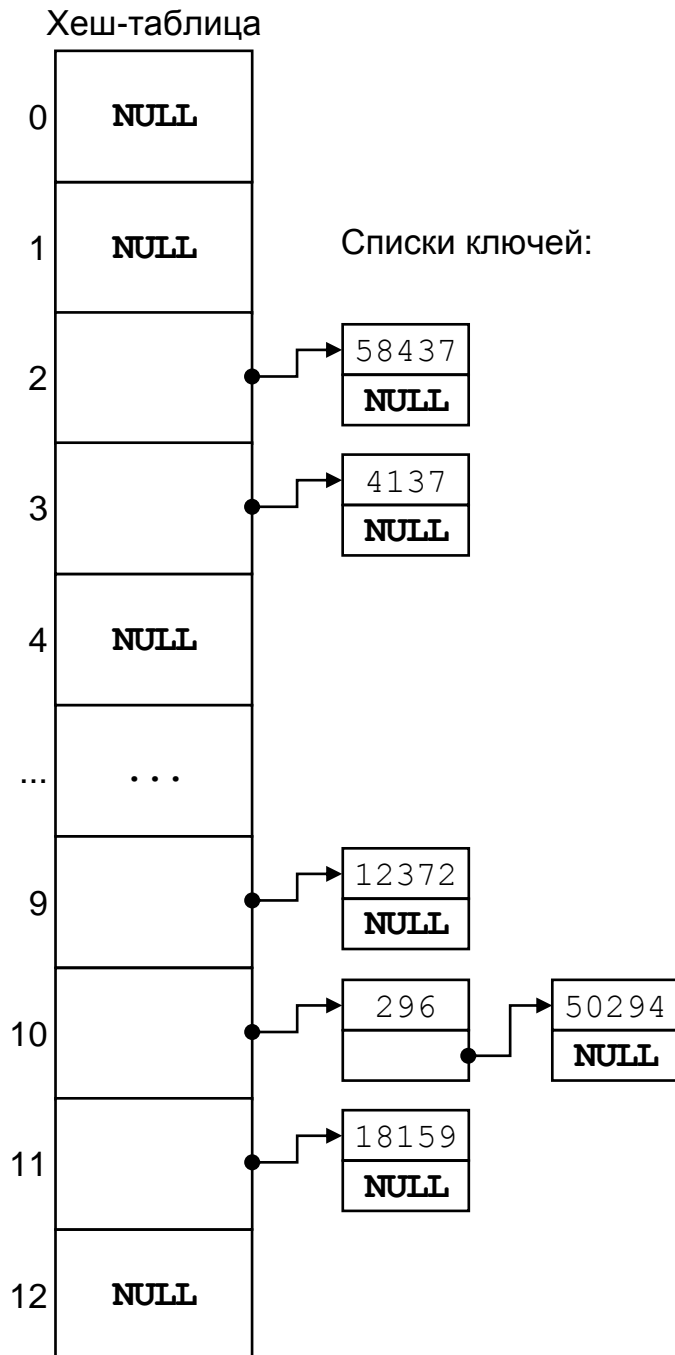 Хеш-таблица
0 NULL
1 NULL
Списки ключей:
2 58437
NULL
3 4137
NULL
4 NULL
... ...
9 12372
NULL
10 296 50294
NULL
11 18159
NULL
12 NULL